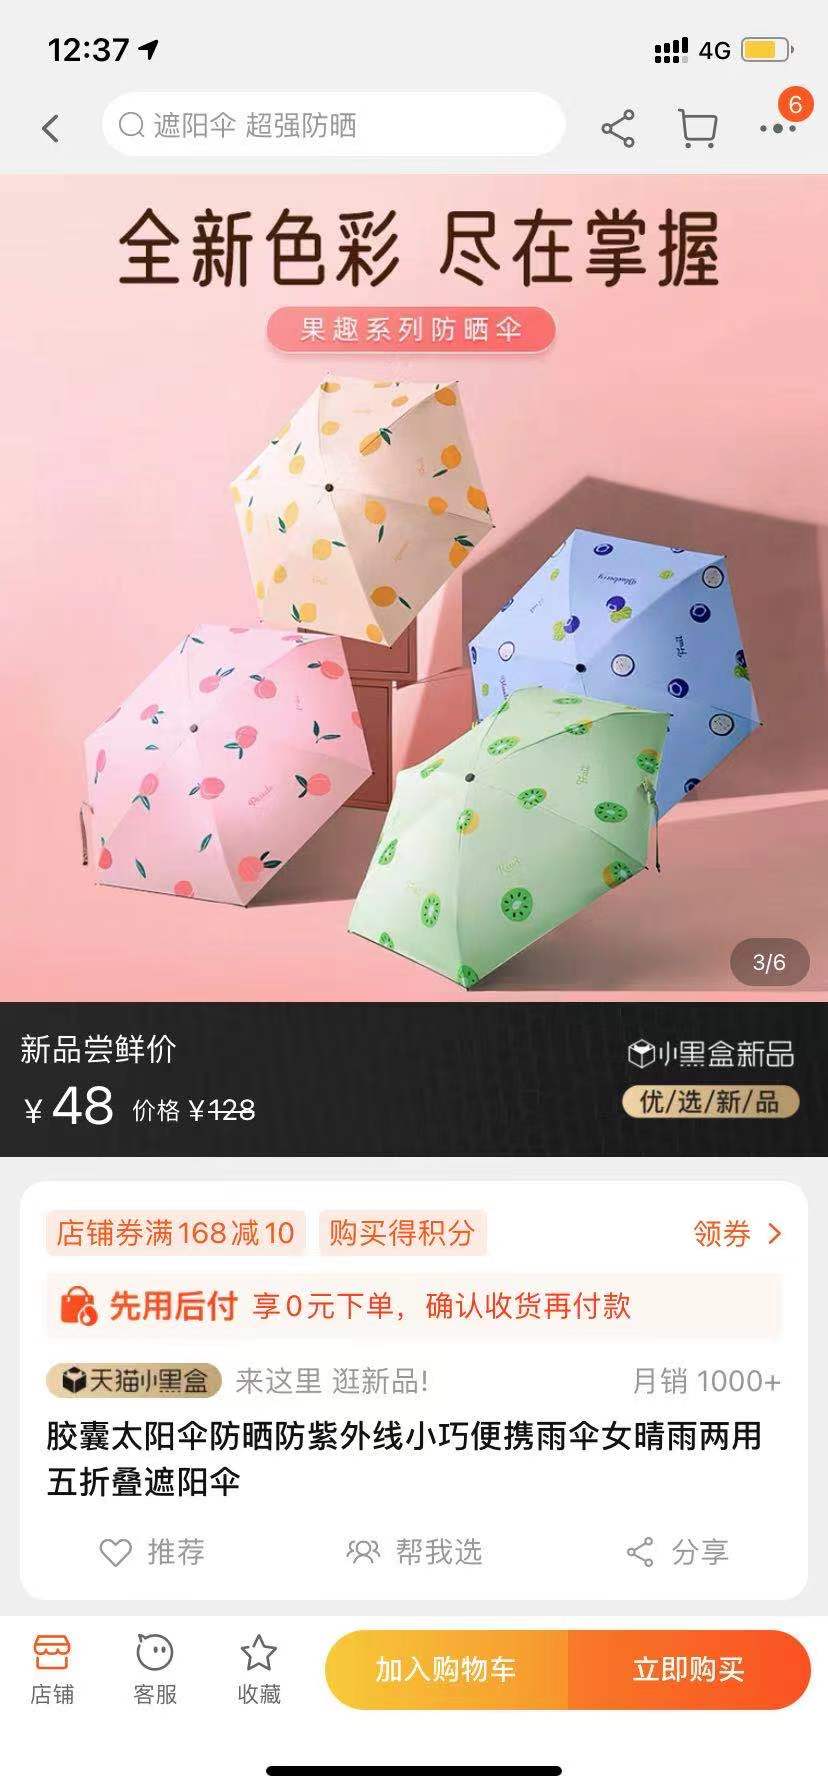 12:37
4G
遮阳伞 超强防晒
6
全新色彩 尽在掌握
果趣系列防晒伞
3/6
新品尝鲜价
小黑盒新品
¥48 价格 ¥128
优/选/新/品
店铺券满168减10 购买得积分 领券
先用后付 享0元下单，确认收货再付款
天猫小黑盒 来这里 逛新品! 月销 1000+
胶囊太阳伞防晒防紫外线小巧便携雨伞女晴雨两用
五折叠遮阳伞
推荐 帮我选 分享
店铺 客服 收藏 加入购物车 立即购买